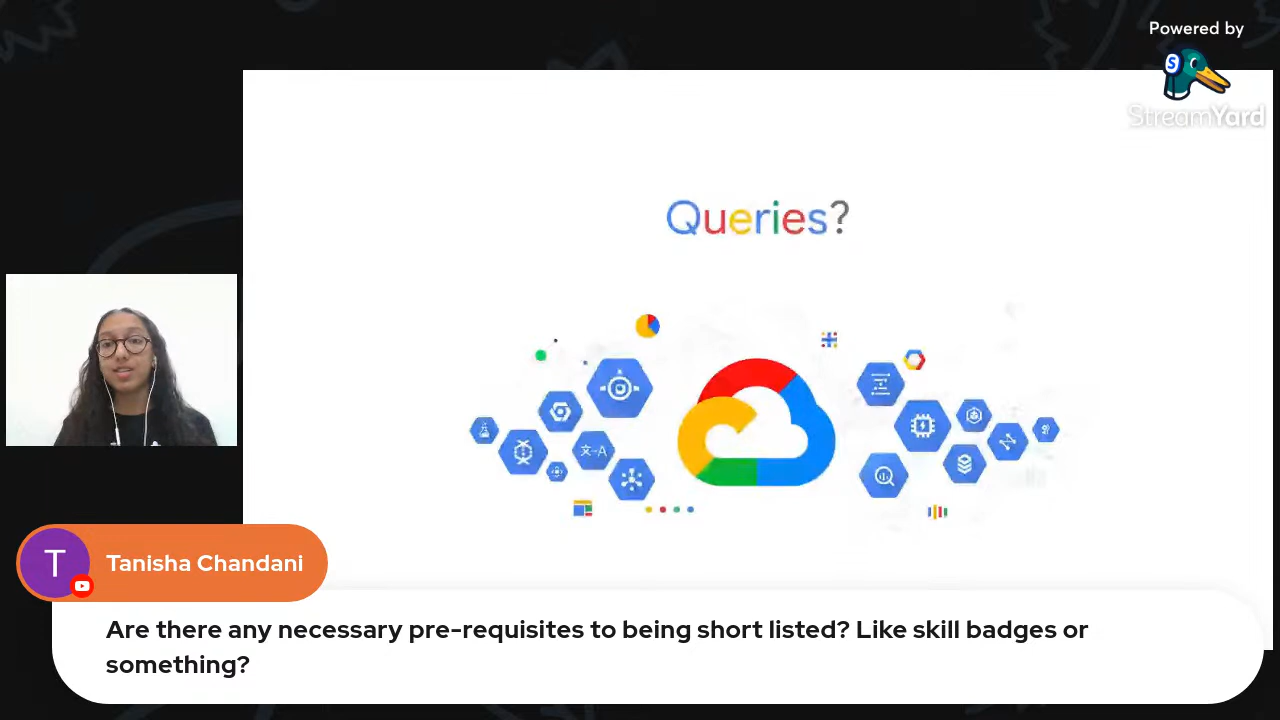 Powered by
S
StreamYard
Queries?
文→A
T
Tanisha Chandani
Are there any necessary pre-requisites to being short listed? Like skill badges or
something?